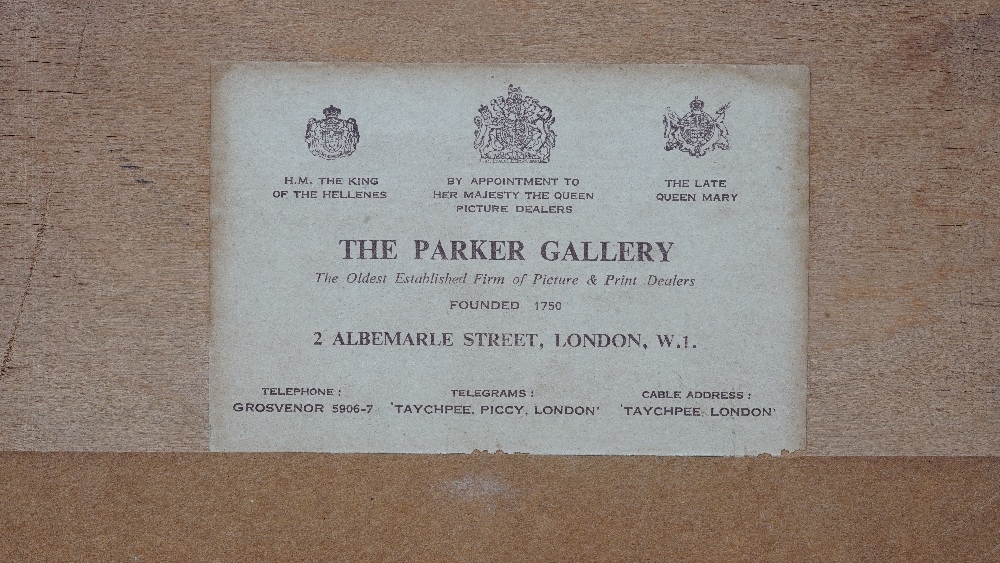 H.M. THE KING
OF THE HELLENES
BY APPOINTMENT TO
HER MAJESTY THE QUEEN
PICTURE DEALERS
THE LATE
QUEEN MARY
THE PARKER GALLERY
The Oldest Established Firm of Picture & Print Dealers
FOUNDED 1750
2 ALBEMARLE STREET, LONDON, W.1.
TELEPHONE :
GROSVENOR 5906-7
TELEGRAMS :
'TAYCHPEE, PICCY, LONDON'
CABLE ADDRESS :
'TAYCHPEE, LONDON'